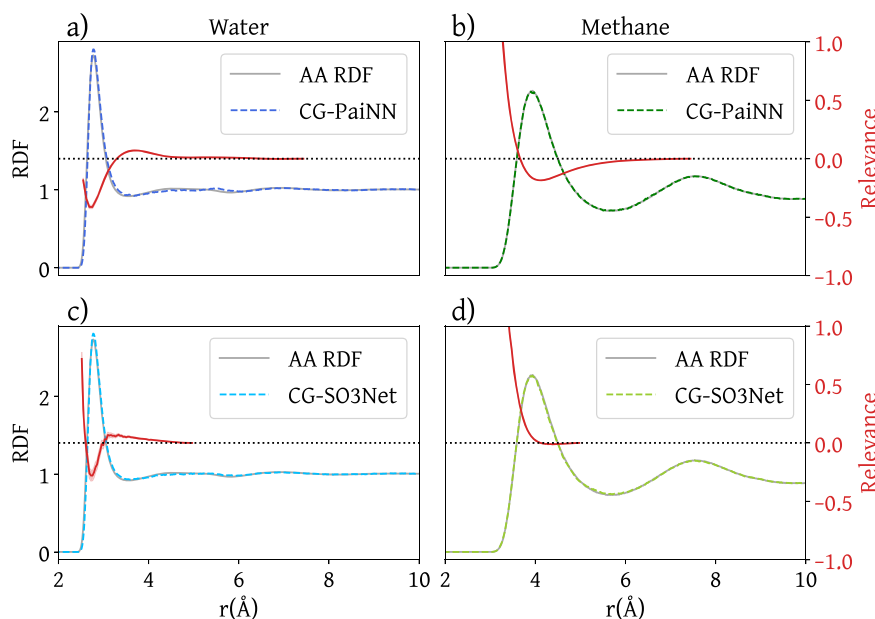 a) Water
b) Methane
AA RDF
CG-PaiNN
AA RDF
CG-PaiNN
RDF
2
1
0
1.0
0.5
0.0
−0.5
−1.0
Relevance
c)
d)
AA RDF
CG-SO3Net
AA RDF
CG-SO3Net
RDF
2
1
0
1.0
0.5
0.0
−0.5
−1.0
Relevance
2 4 6 8 10
2 4 6 8 10
r(Å)
r(Å)